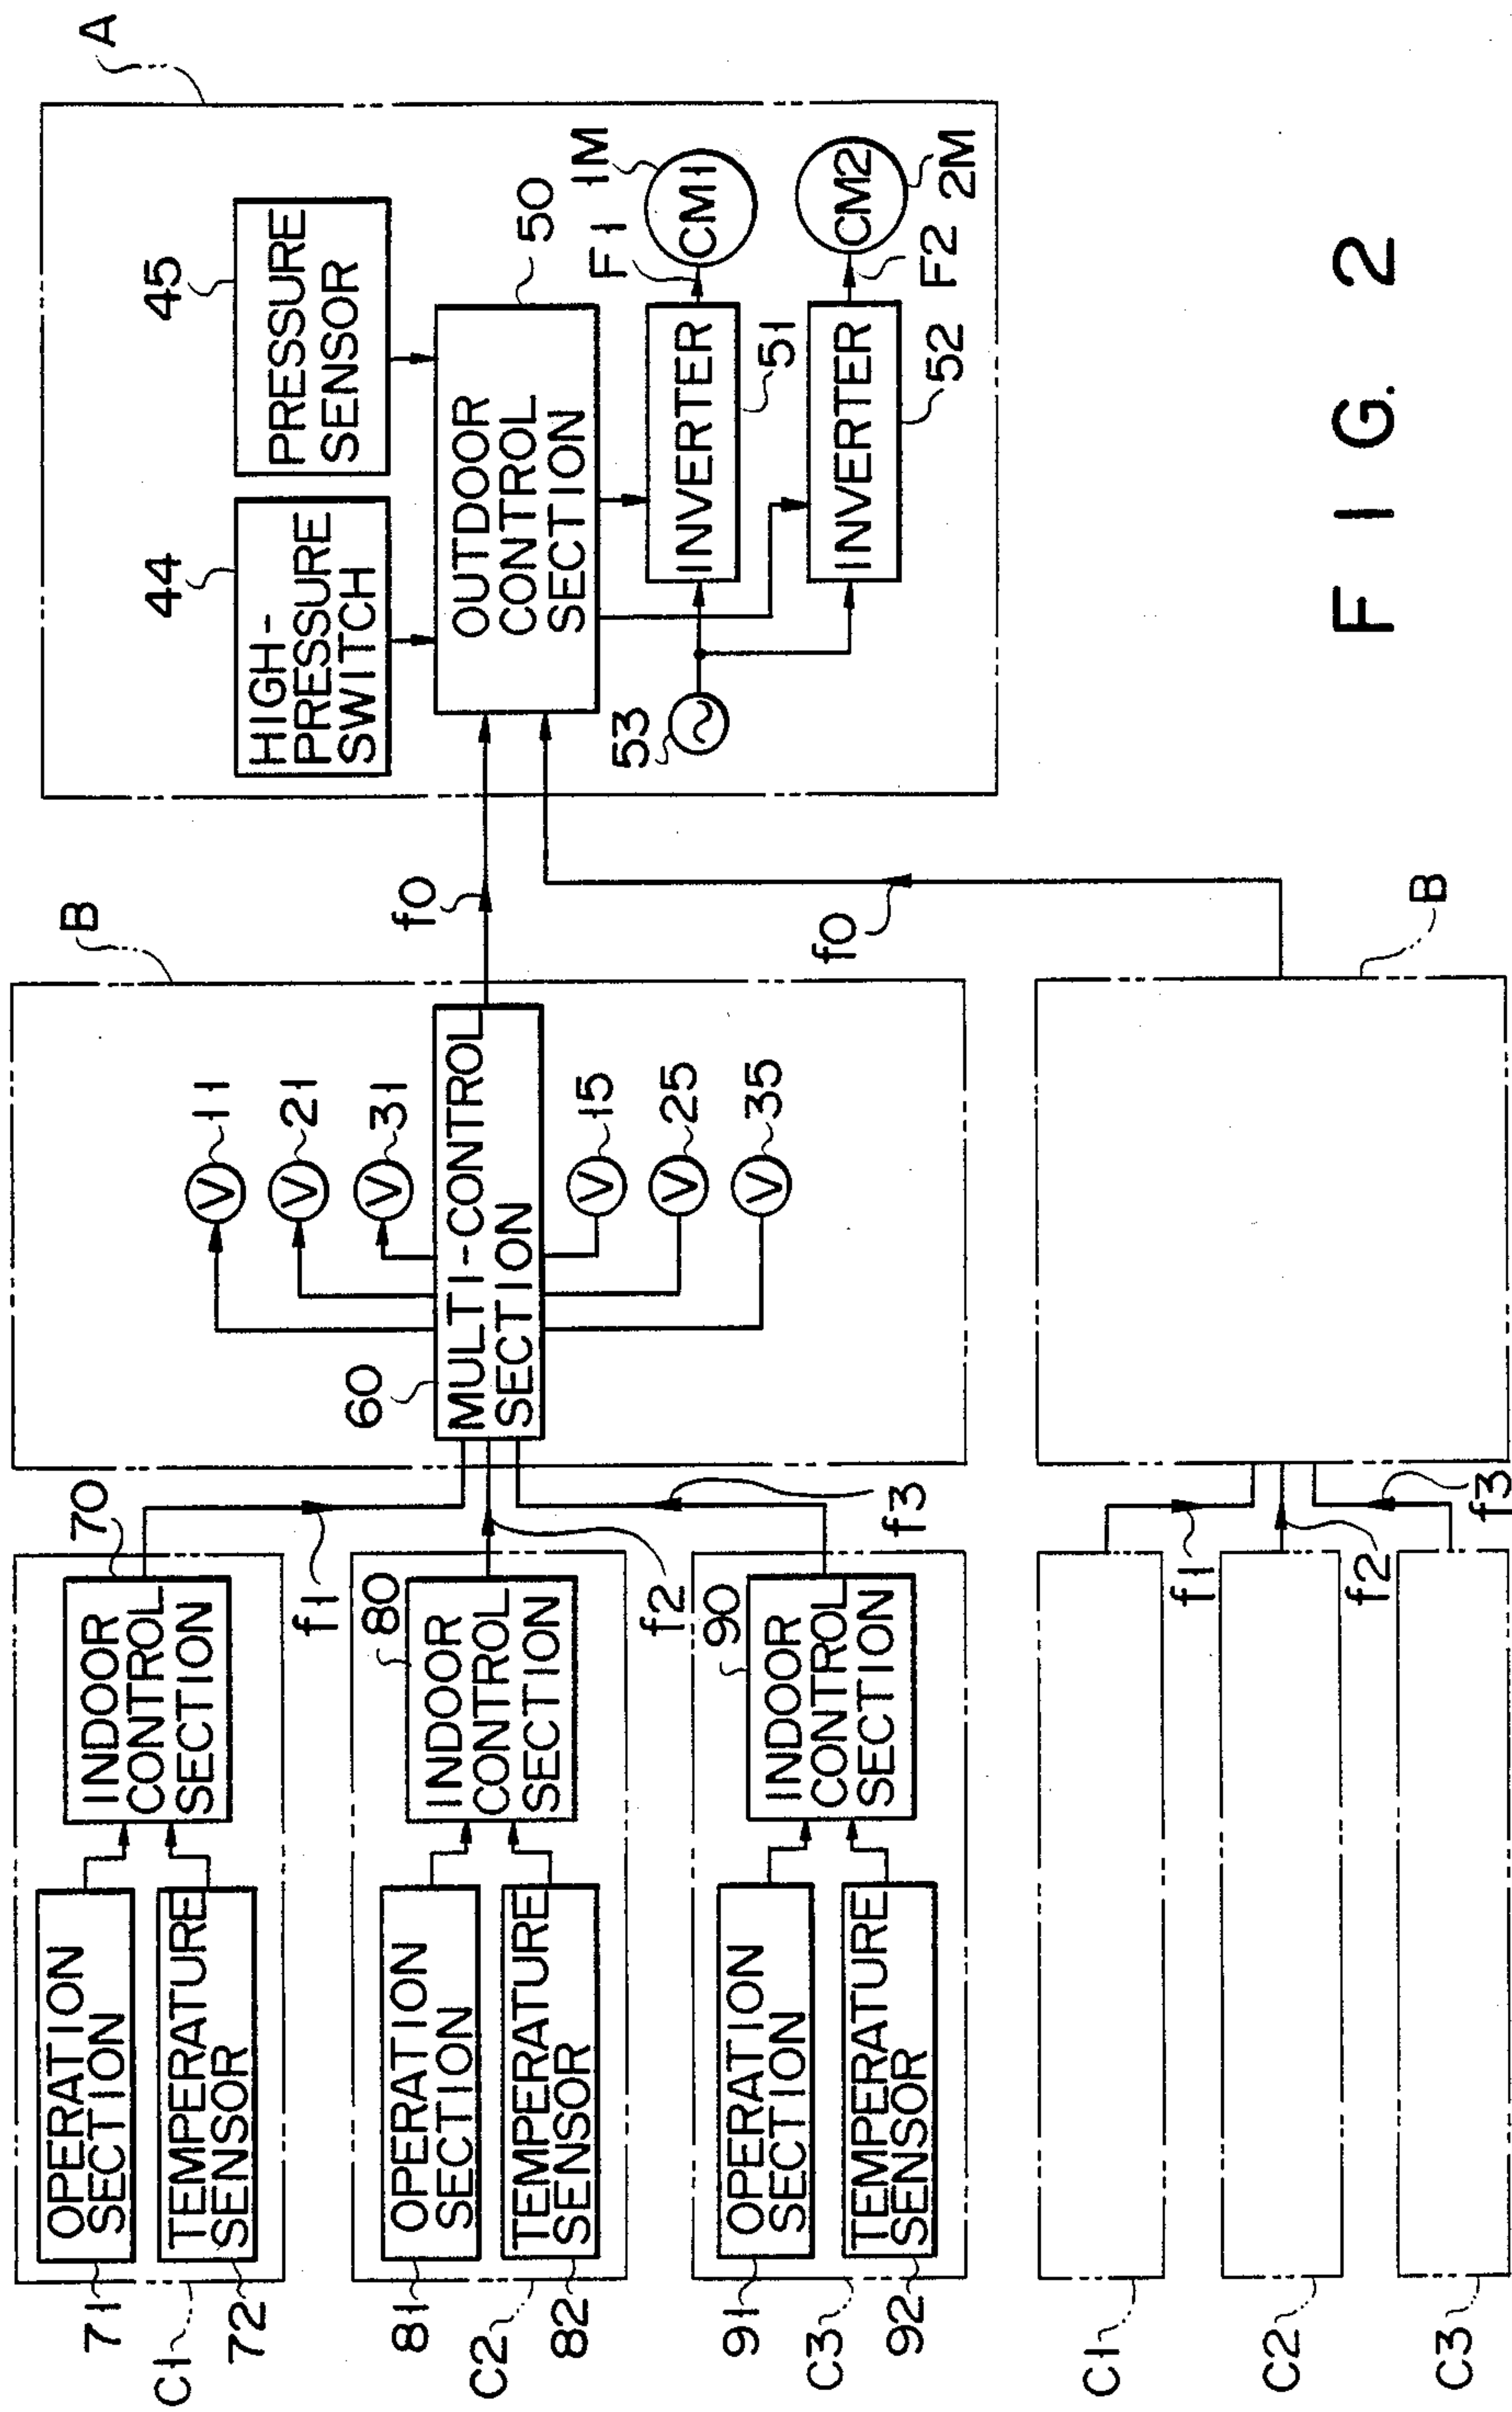 A
45
PRESSURE
SENSOR
44
HIGH-
PRESSURE
SWITCH
50
OUTDOOR
CONTROL
SECTION
F1
1M
CM1
INVERTER
51
F2
CM2
2M
INVERTER
52
53
f0
f0
B
11
V
21
V
31
V
60
MULTI-CONTROL
SECTION
V
15
V
25
V
35
B
70
INDOOR
CONTROL
SECTION
f1
OPERATION
SECTION
71
TEMPERATURE
SENSOR
72
C1
80
INDOOR
CONTROL
SECTION
f2
OPERATION
SECTION
81
TEMPERATURE
SENSOR
82
C2
90
INDOOR
CONTROL
SECTION
f3
OPERATION
SECTION
91
TEMPERATURE
SENSOR
92
C3
f1
f2
f3
C1
C2
C3
FIG. 2